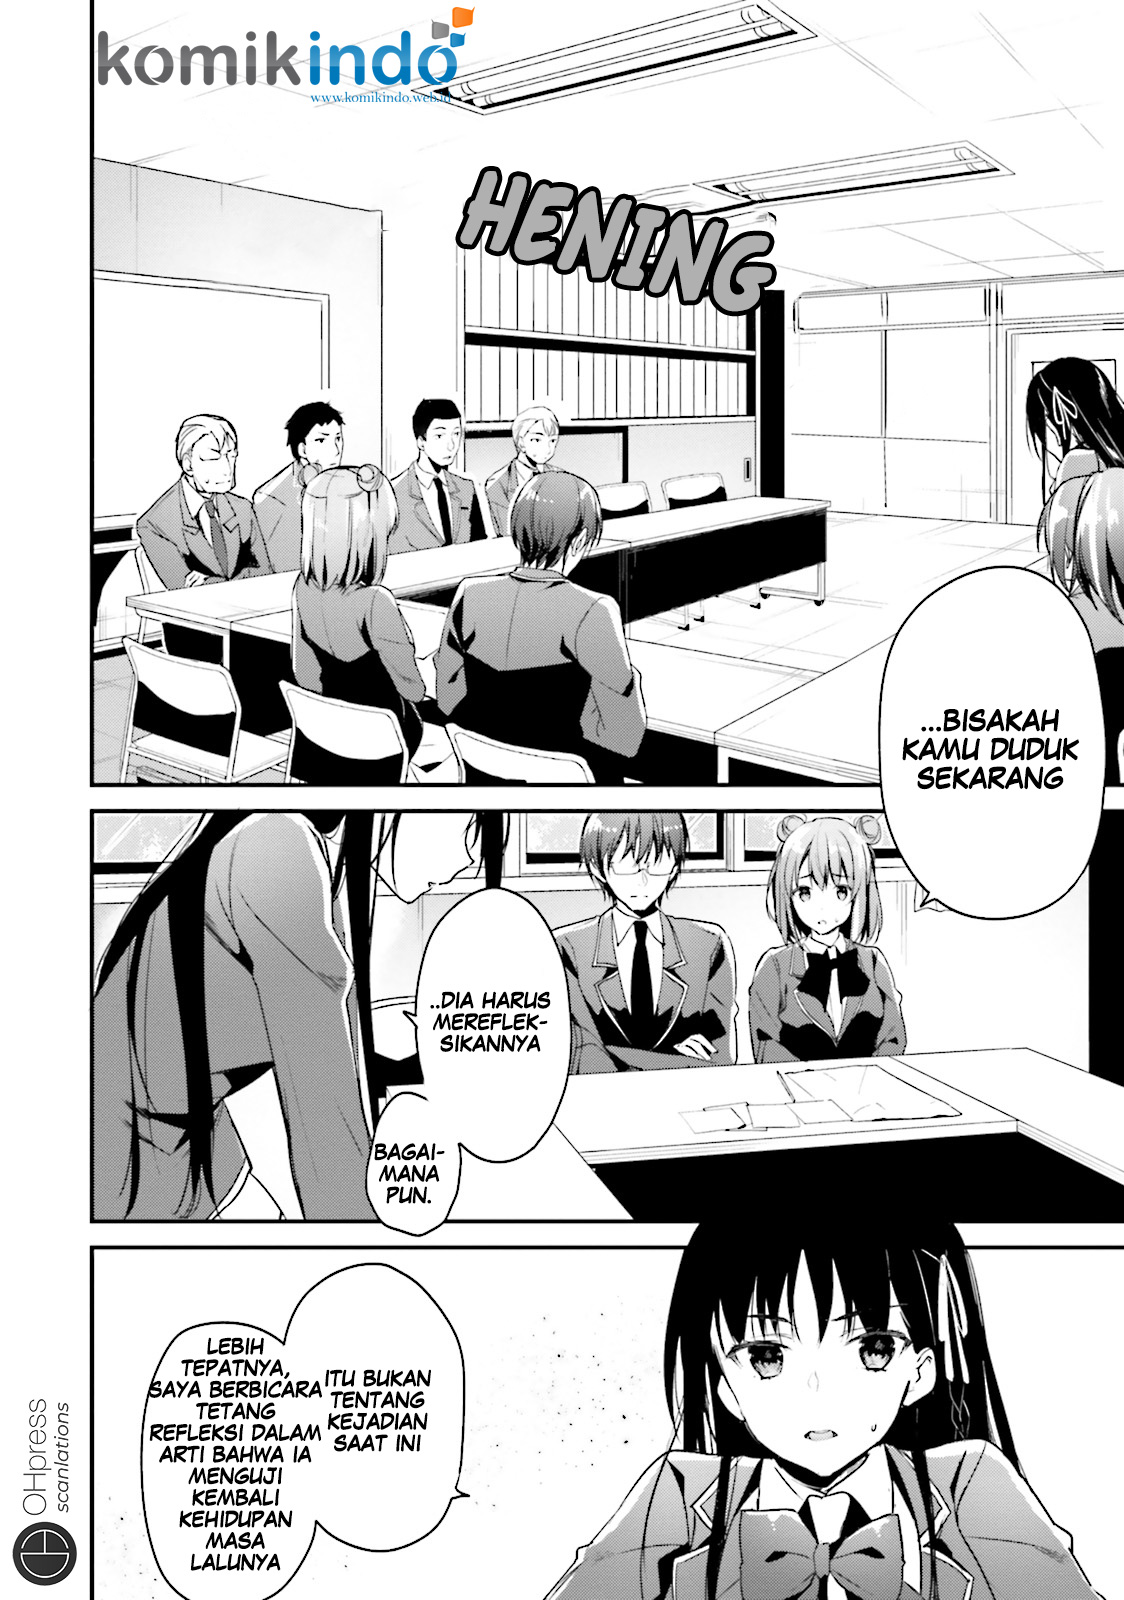 komikindo
www.komikindo.web.id
HENING
...BISAKAH
KAMU DUDUK
SEKARANG
..DIA HARUS
MEREFLEK-
SIKANNYA
BAGAI-
MANA
PUN.
ITU BUKAN
TENTANG
KEJADIAN
SAAT INI
LEBIH
TEPATNYA,
SAYA BERBICARA
TETANG
REFLEKSI DALAM
ARTI BAHWA IA
MENGUJI
KEMBALI
KEHIDUPAN
MASA
LALUNYA
OHpress
scanlations